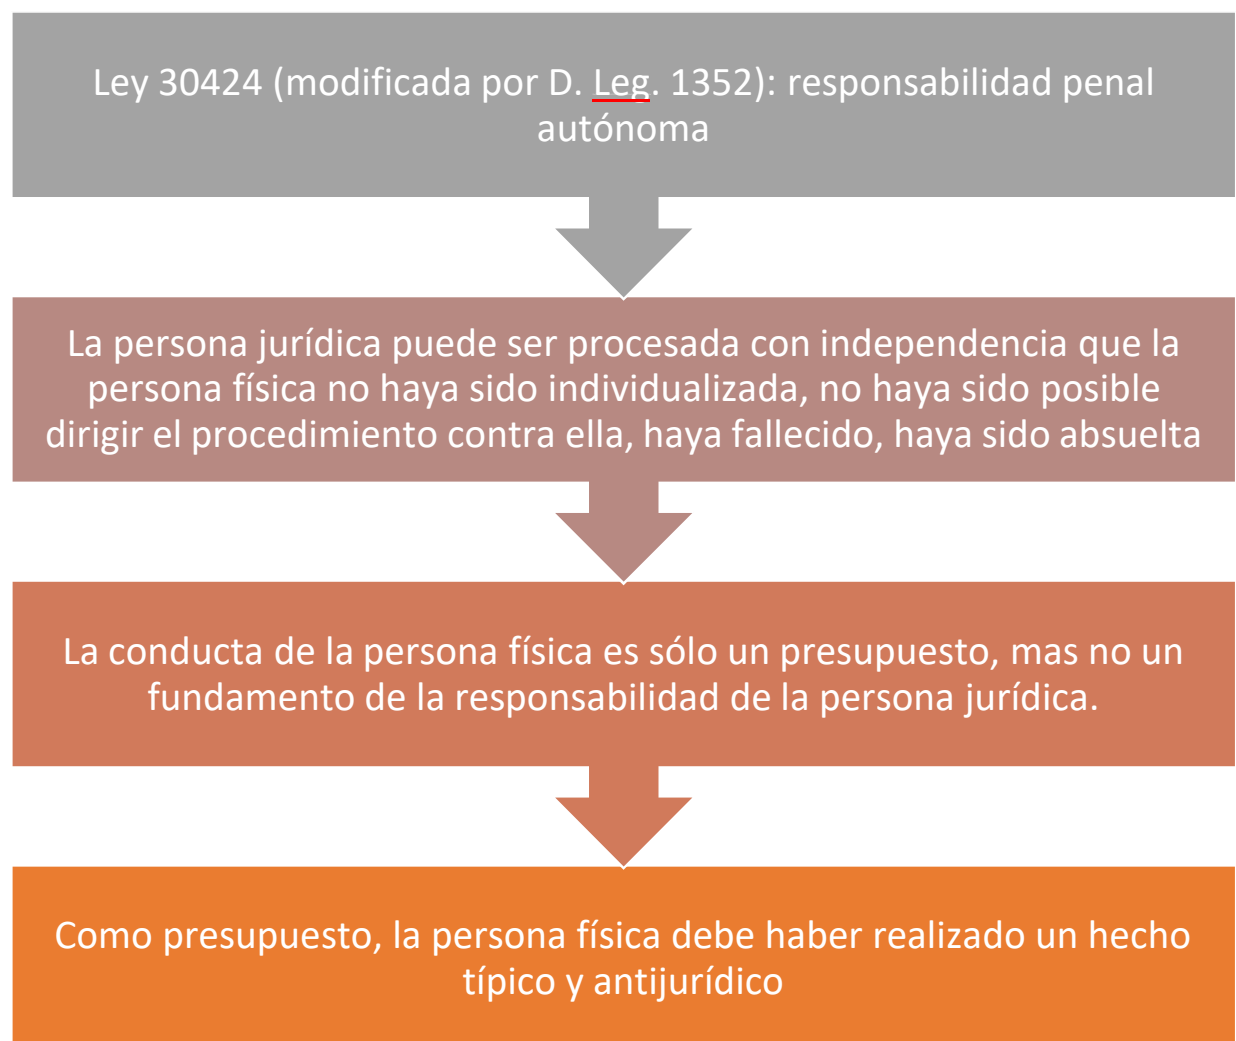 Ley 30424 (modificada por D. Leg. 1352): responsabilidad penal
autónoma
La persona jurídica puede ser procesada con independencia que la
persona física no haya sido individualizada, no haya sido posible
dirigir el procedimiento contra ella, haya fallecido, haya sido absuelta
La conducta de la persona física es sólo un presupuesto, mas no un
fundamento de la responsabilidad de la persona jurídica.
Como presupuesto, la persona física debe haber realizado un hecho
típico y antijurídico